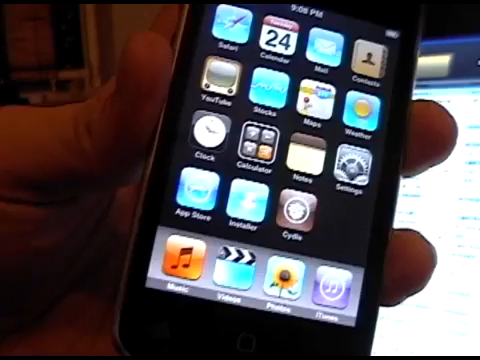 9:08 PM
Safari Calendar Mail Contacts
24
YouTube Stocks Maps Weather
Clock Calculator Notes Settings
App Store Installer Cydia
Music Videos Photos iTunes